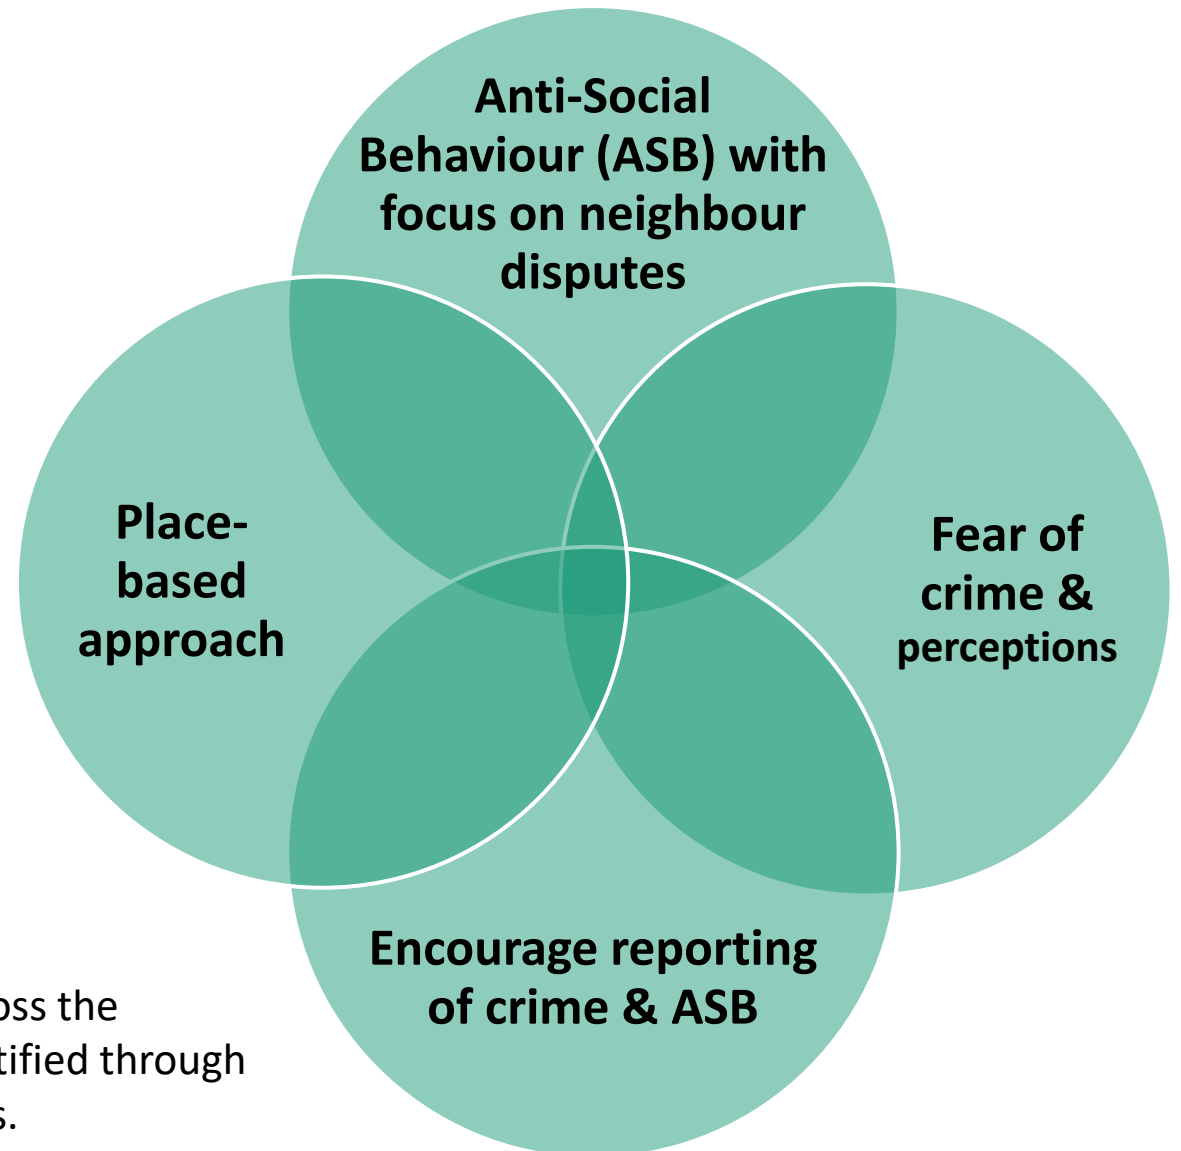 Anti-Social
Behaviour (ASB) with
focus on neighbour
disputes
Place-
based
approach
Fear of
crime &
perceptions
Encourage reporting
of crime & ASB
oss the
tified through
s.